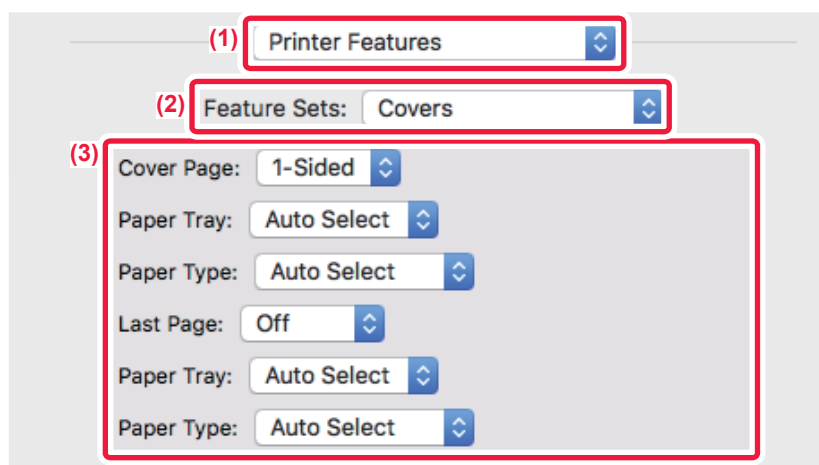 (1) Printer Features
(2) Feature Sets: Covers
(3)
Cover Page: 1-Sided
Paper Tray: Auto Select
Paper Type: Auto Select
Last Page: Off
Paper Tray: Auto Select
Paper Type: Auto Select